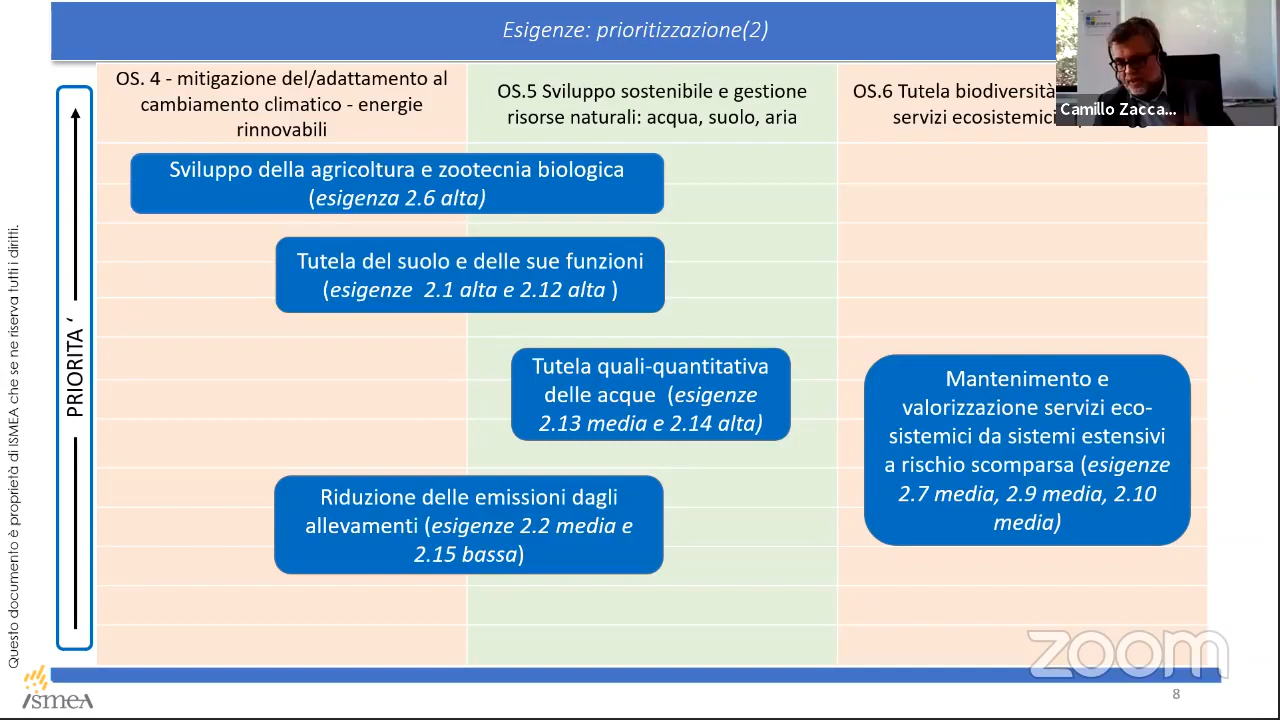 Esigenze: prioritizzazione(2)
Camillo Zacca...
OS. 4 - mitigazione del/adattamento al
cambiamento climatico - energie
rinnovabili
OS.5 Sviluppo sostenibile e gestione
risorse naturali: acqua, suolo, aria
OS.6 Tutela biodiversità
servizi ecosistemici
PRIORITA ‘
Sviluppo della agricoltura e zootecnia biologica
(esigenza 2.6 alta)
Tutela del suolo e delle sue funzioni
(esigenze 2.1 alta e 2.12 alta )
Tutela quali-quantitativa
delle acque (esigenze
2.13 media e 2.14 alta)
Mantenimento e
valorizzazione servizi eco-
sistemici da sistemi estensivi
a rischio scomparsa (esigenze
2.7 media, 2.9 media, 2.10
media)
Riduzione delle emissioni dagli
allevamenti (esigenze 2.2 media e
2.15 bassa)
Questo documento è proprietà di ISMEA che se ne riserva tutti i diritti.
ismeA
zoom
8